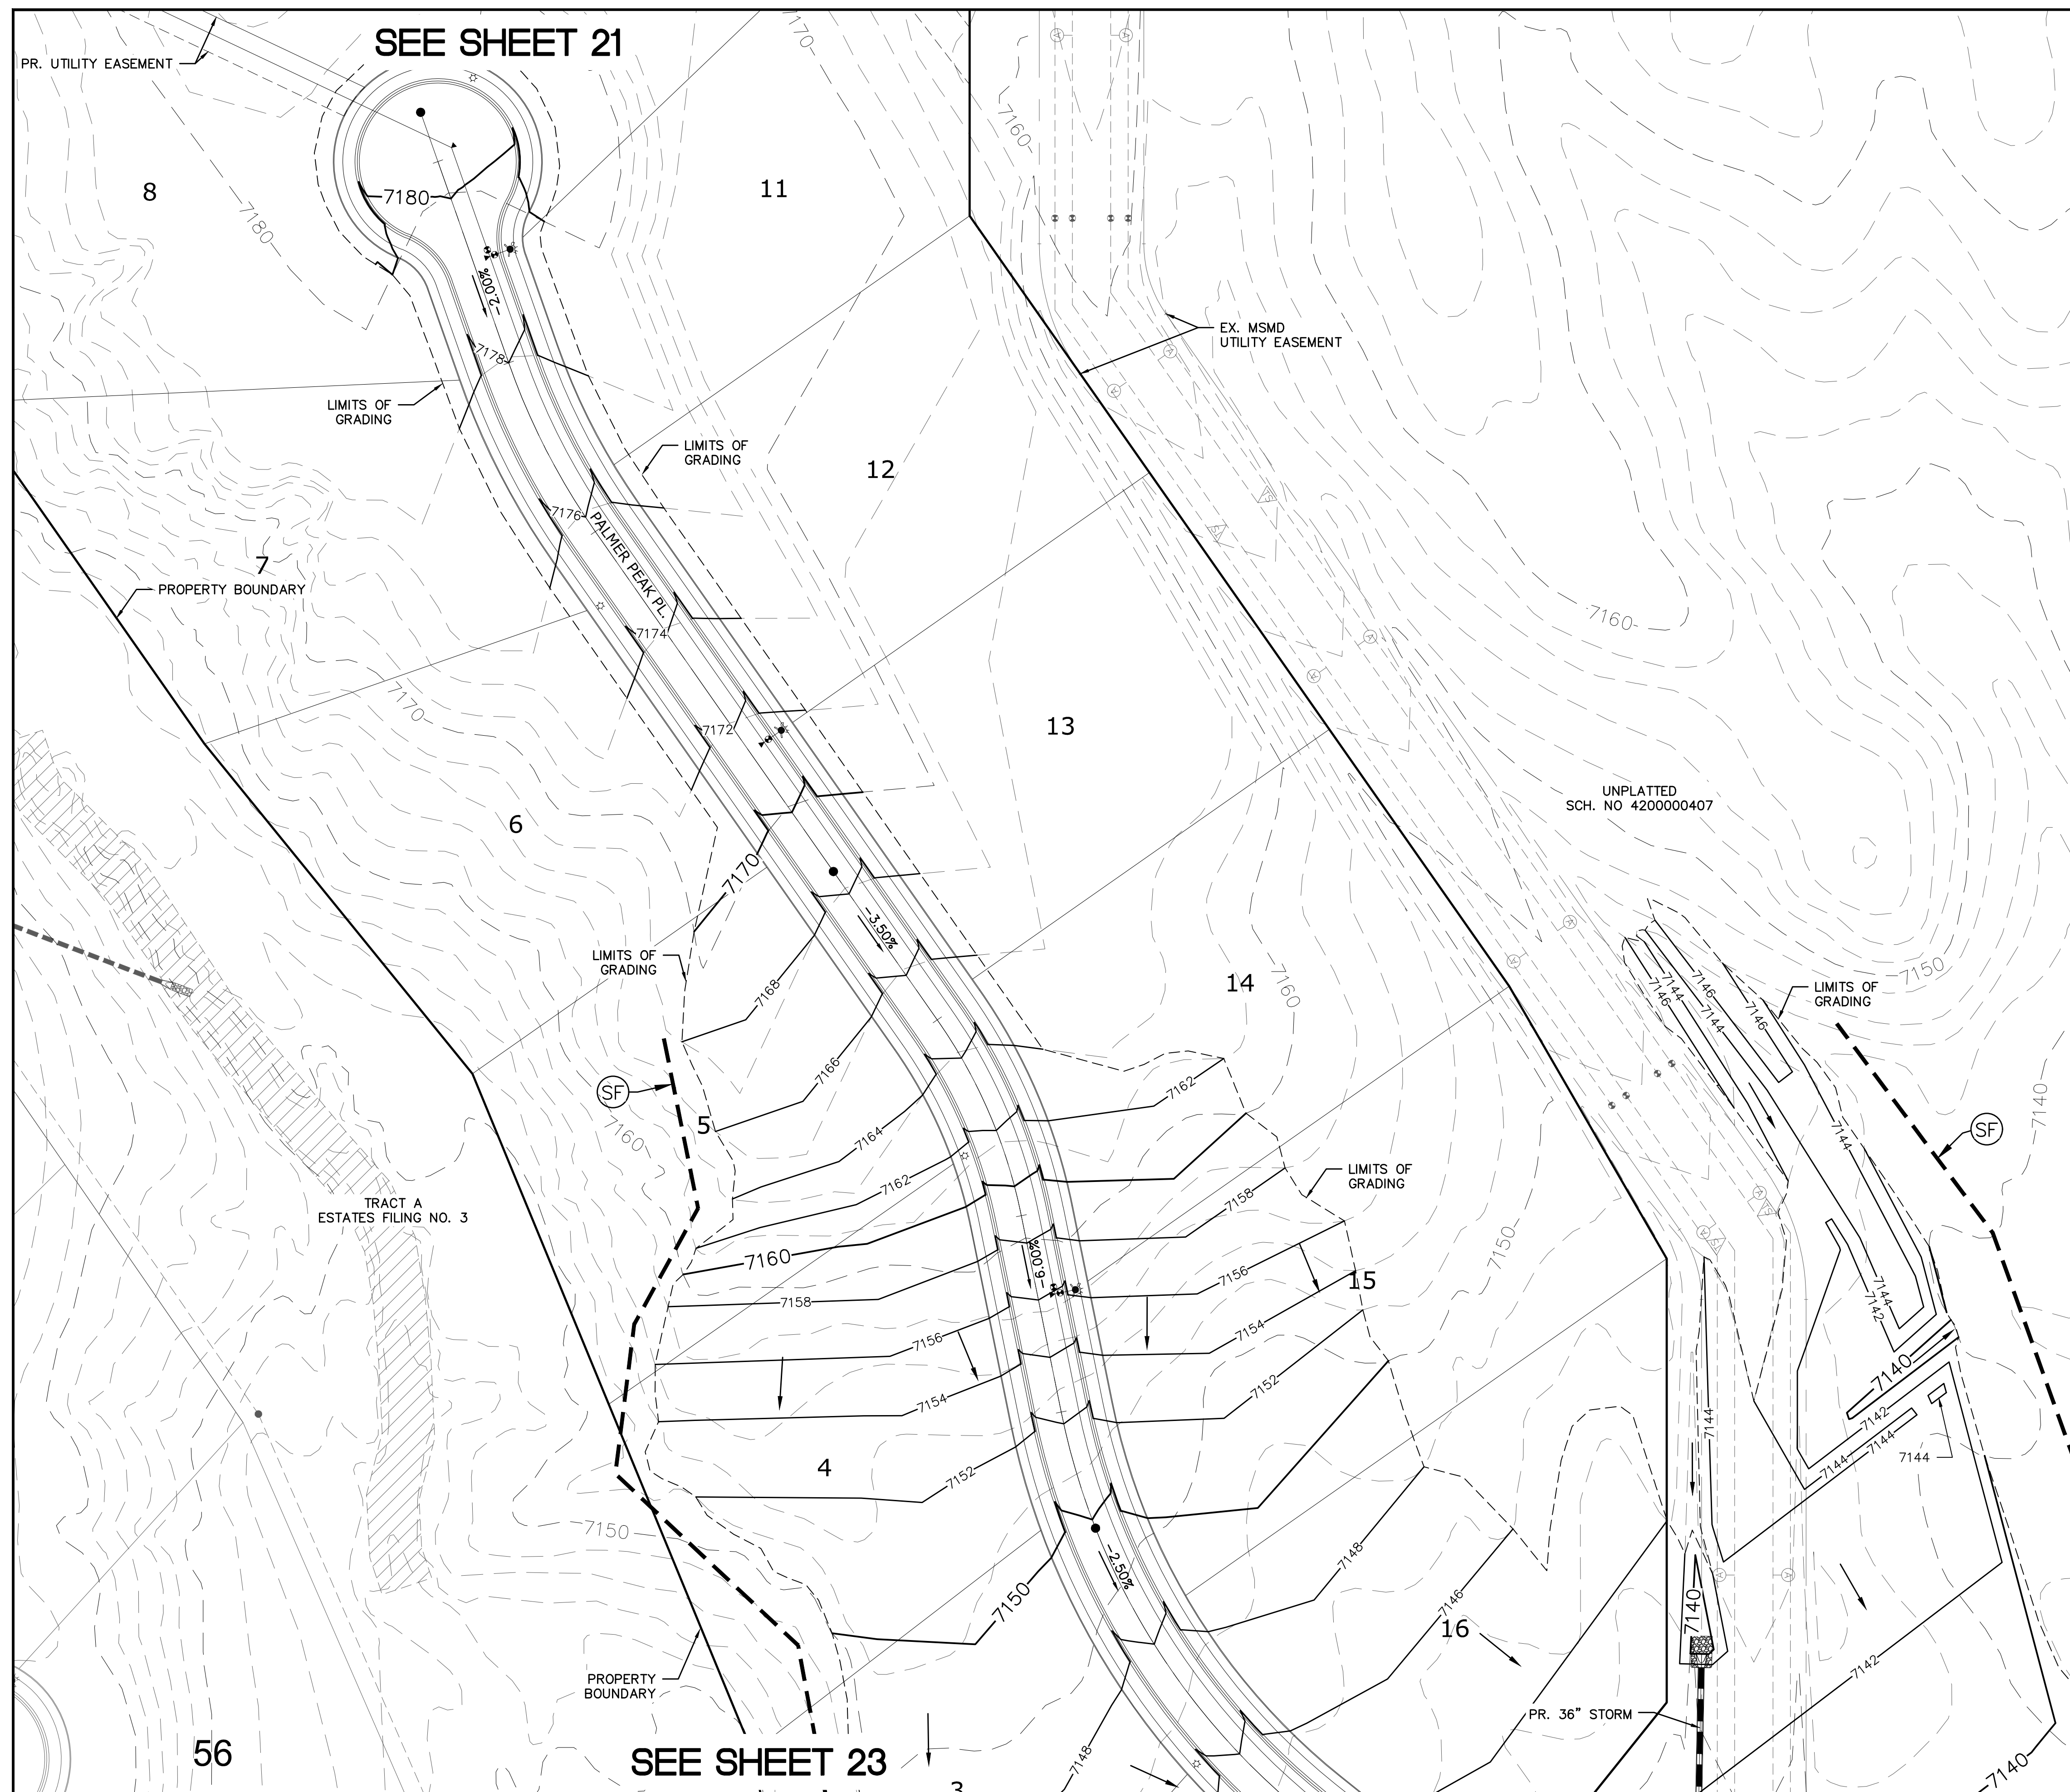 SEE SHEET 21
PR. UTILITY EASEMENT
7170
7160
8
11
7180
7180
-2.00%
EX. MSMD
UTILITY EASEMENT
7178
LIMITS OF
GRADING
LIMITS OF
GRADING
12
7176
PALMER PEAK PL.
7
PROPERTY BOUNDARY
7160
7174
7170
7172
13
UNPLATTED
SCH. NO 4200000407
6
7170
-3.50%
LIMITS OF
GRADING
14
7160
7150
7168
7146
7144
7146
7144
7146
LIMITS OF
GRADING
7166
7162
SF
5
7160
7164
7144
7140
SF
7162
LIMITS OF
GRADING
7158
TRACT A
ESTATES FILING NO. 3
7150
7160
-6.00%
7156
15
7158
7144
7142
7156
7154
7140
7154
7152
7144
7142
7144
7144
7144
4
7152
7150
7148
-2.50%
7150
7146
7140
16
7142
PROPERTY
BOUNDARY
PR. 36" STORM
56
SEE SHEET 23
7148
3
7140